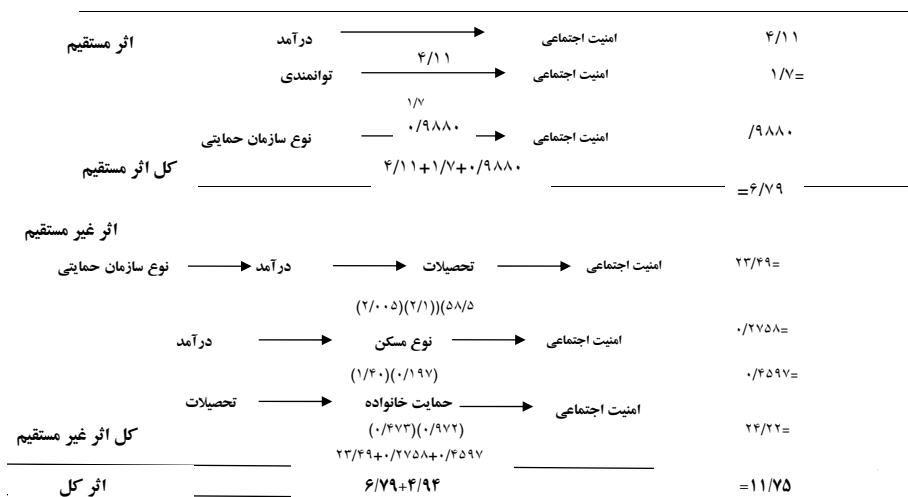 اثر مستقیم درآمد امنیت اجتماعی ۴/۱۱
۴/۱۱
توانمندی امنیت اجتماعی =۱/۷
۱/۷
نوع سازمان حمایتی ۰/۹۸۸۰ امنیت اجتماعی /۹۸۸۰
کل اثر مستقیم ۴/۱۱+۱/۷+۰/۹۸۸۰
=۶/۷۹
اثر غیر مستقیم
نوع سازمان حمایتی درآمد تحصیلات امنیت اجتماعی =۲۳/۴۹
(۲/۰۰۵)(۲/۱))(۵۸/۵
درآمد نوع مسکن امنیت اجتماعی =۰/۲۷۵۸
(۱/۴۰)(۰/۱۹۷) =۰/۴۵۹۷
تحصیلات حمایت خانواده امنیت اجتماعی
(۰/۴۷۳)(۰/۹۷۲)
کل اثر غیر مستقیم ۲۳/۴۹+۰/۲۷۵۸+۰/۴۵۹۷ =۲۴/۲۲
اثر کل ۶/۷۹+۴/۹۴ =۱۱/۷۵